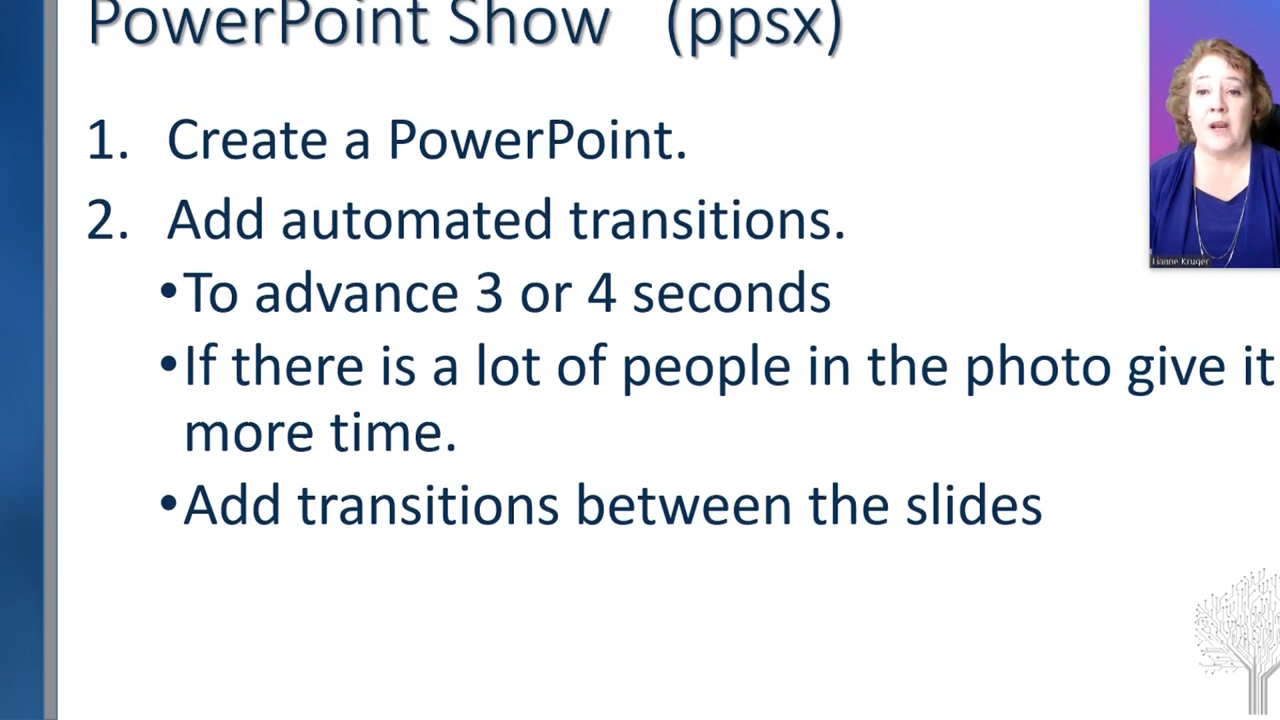 PowerPoint Show (ppsx)
1. Create a PowerPoint.
2. Add automated transitions.
•To advance 3 or 4 seconds
•If there is a lot of people in the photo give it
more time.
•Add transitions between the slides
Lianne Kruger